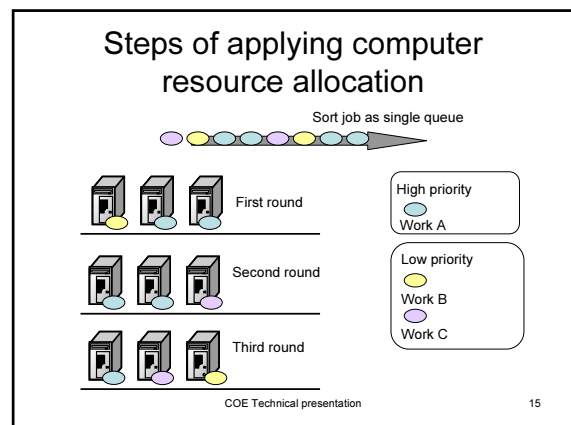 Steps of applying computer
resource allocation
Sort job as single queue
First round
High priority
Work A
Second round
Low priority
Work B
Work C
Third round
COE Technical presentation
15